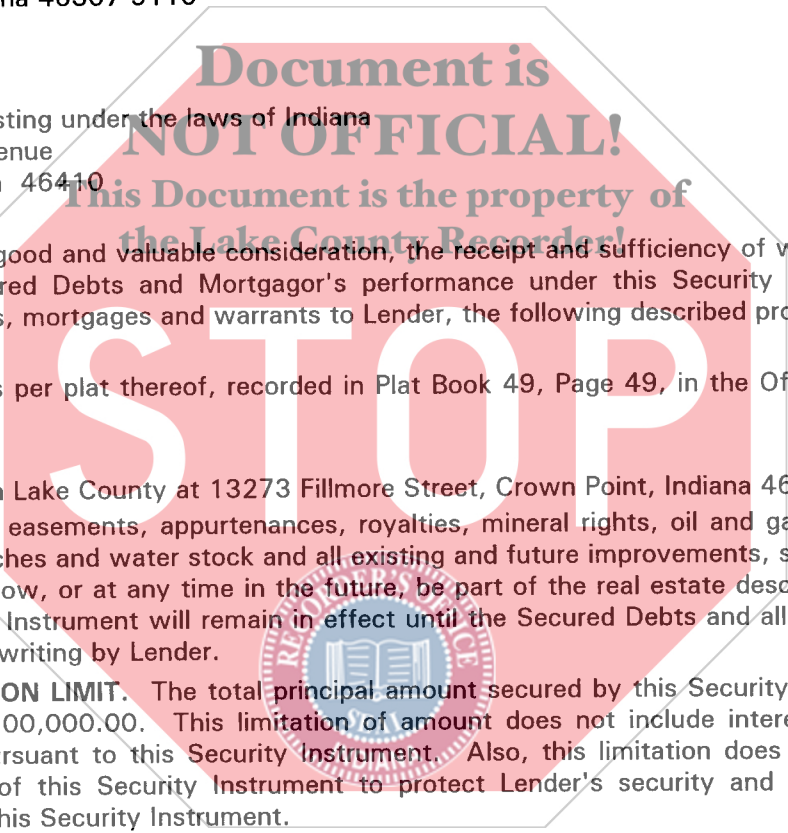 Document is
sting under the laws of Indiana
NOT OFFICIAL!
enue
46410
This Document is the property of
the Lake County Recorder!
good and valuable consideration, the receipt and sufficiency of
red Debts and Mortgagor's performance under this Security
s, mortgages and warrants to Lender, the following described pro
STOP
s per plat thereof, recorded in Plat Book 49, Page 49, in the Of
Lake County at 13273 Fillmore Street, Crown Point, Indiana 46
easements, appurtenances, royalties, mineral rights, oil and ga
ches and water stock and all existing and future improvements, s
ow, or at any time in the future, be part of the real estate desc
Instrument will remain in effect until the Secured Debts and all
writing by Lender.
RECORDER'S OFFICE
SEAL
INDIANA
ON LIMIT. The total principal amount secured by this Security
00,000.00. This limitation of amount does not include intere
rsuant to this Security Instrument. Also, this limitation does
of this Security Instrument to protect Lender's security and
his Security Instrument.